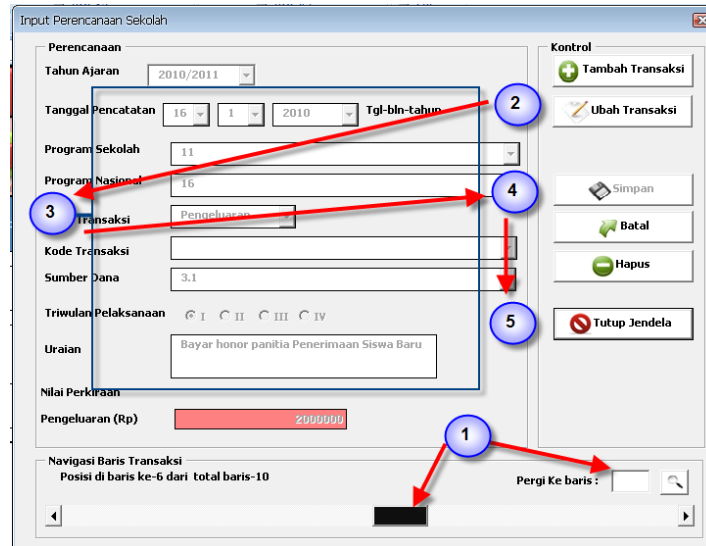 Input Perencanaan Sekolah
Perencanaan
Tahun Ajaran 2010/2011
Tanggal Pencatatan 16 1 2010 Tgl-bln-tahun
Program Sekolah 11
Program Nasional 16
Transaksi Pengeluaran
Kode Transaksi
Sumber Dana 3.1
Triwulan Pelaksanaan I II III IV
Uraian Bayar honor panitia Penerimaan Siswa Baru
Nilai Perkiraan
Pengeluaran (Rp) 2000000
Kontrol
Tambah Transaksi
Ubah Transaksi
Simpan
Batal
Hapus
Tutup Jendela
2
3
4
5
1
Navigasi Baris Transaksi
Posisi di baris ke-6 dari total baris-10
Pergi Ke baris :